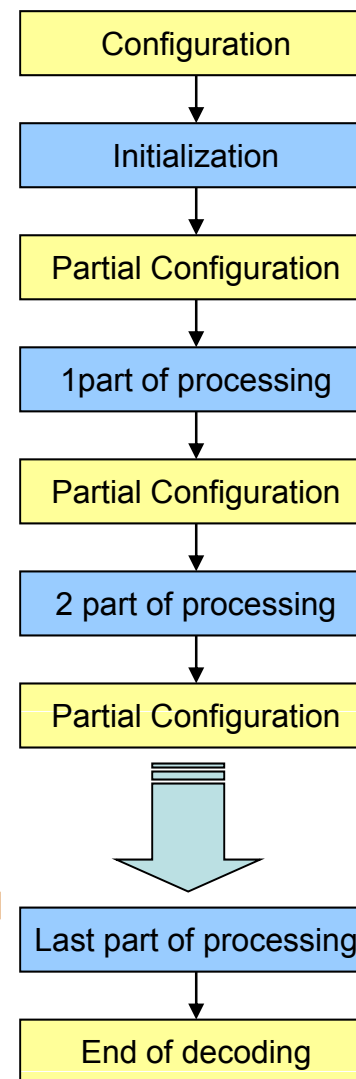 Configuration
Initialization
Partial Configuration
1part of processing
Partial Configuration
2 part of processing
Partial Configuration
Last part of processing
End of decoding